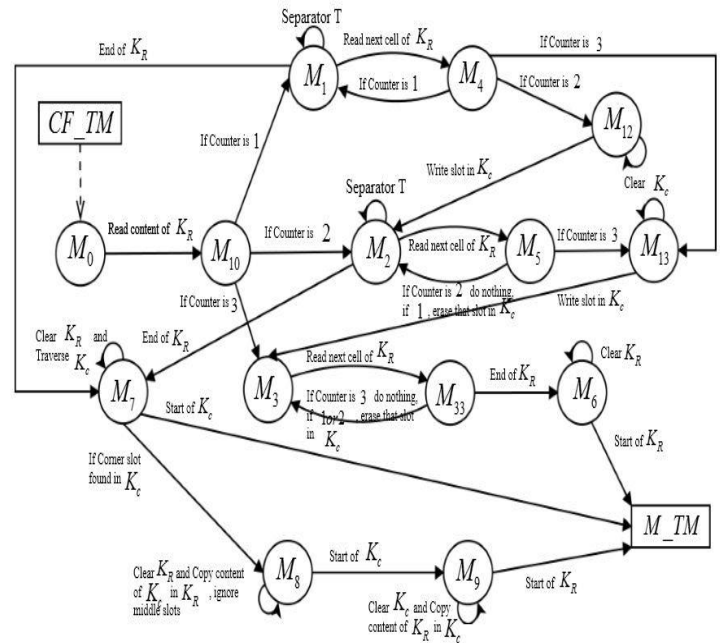 Separator T
End of K_R
Read next cell of K_R
If Counter is 3
M_1
M_4
If Counter is 1
If Counter is 2
CF_TM
M_12
If Counter is 1
Write slot in K_c
Clear K_c
Separator T
M_0
Read content of K_R
M_10
If Counter is 2
M_2
Read next cell of K_R
M_5
If Counter is 3
M_13
If Counter is 3
If Counter is 2 do nothing,
if 1, erase that slot in K_c
Write slot in K_c
Clear K_R and
Traverse
K_c
End of K_R
Read next cell of K_R
Clear K_R
M_7
M_3
If Counter is 3 do nothing,
if 1or2, erase that slot
in K_c
M_33
End of K_R
M_6
Start of K_c
Start of K_R
If Corner slot
found in K_c
M_TM
M_8
Start of K_c
M_9
Start of K_R
Clear K_R and Copy content
of K_c in K_R, ignore
middle slots
Clear K_c and Copy
content of K_R in K_c